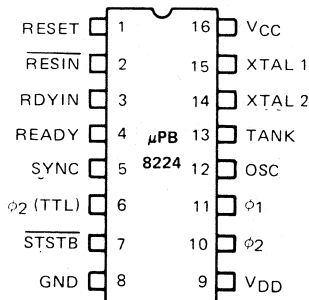 RESET 1 16 VCC
RESIN 2 15 XTAL 1
RDYIN 3 14 XTAL 2
READY 4 μPB 13 TANK
SYNC 5 8224 12 OSC
ϕ2 (TTL) 6 11 ϕ1
STSTB 7 10 ϕ2
GND 8 9 VDD